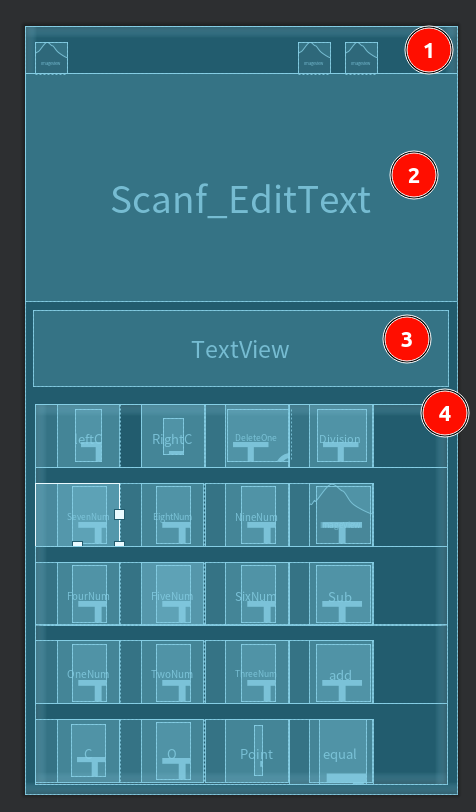 1
2
Scanf_EditText
TextView
3
4
eftC RightC DeleteOne Division
SevenNum EightNum NineNum
FourNum FiveNum SixNum Sub
OneNum TwoNum ThreeNum add
C O Point equal